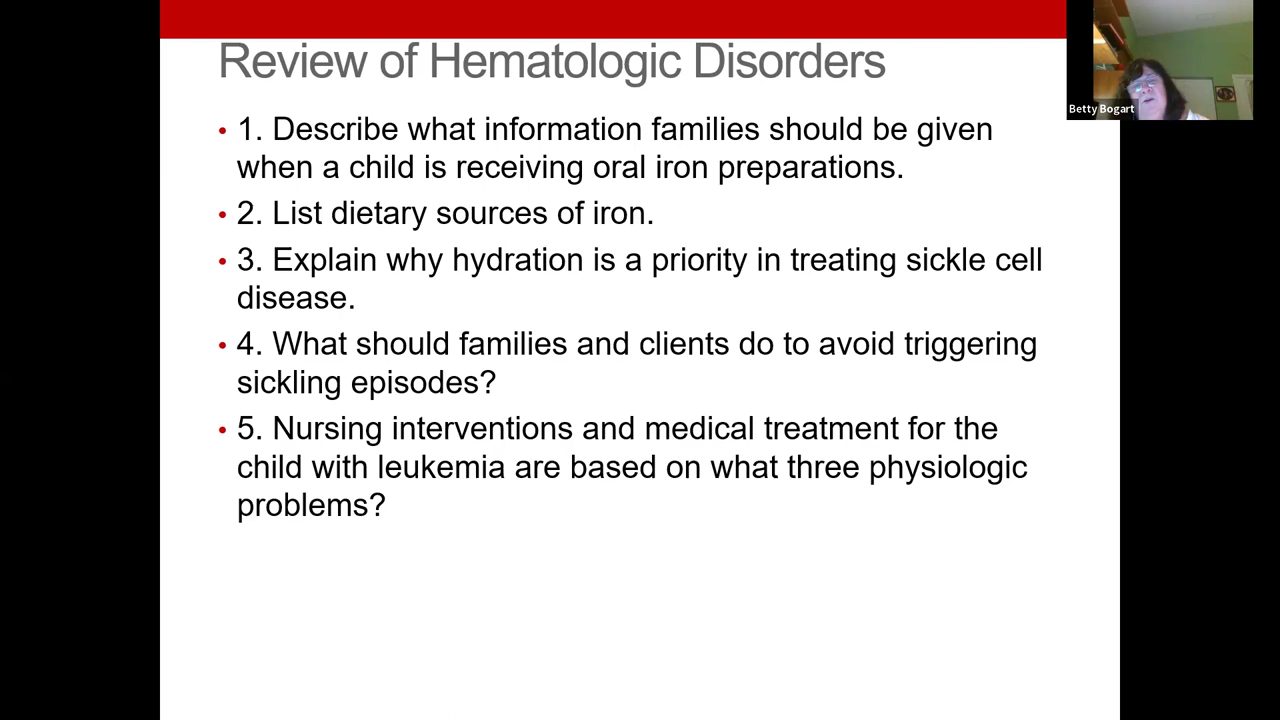 Review of Hematologic Disorders
Betty Bogart
• 1. Describe what information families should be given
when a child is receiving oral iron preparations.
• 2. List dietary sources of iron.
• 3. Explain why hydration is a priority in treating sickle cell
disease.
• 4. What should families and clients do to avoid triggering
sickling episodes?
• 5. Nursing interventions and medical treatment for the
child with leukemia are based on what three physiologic
problems?